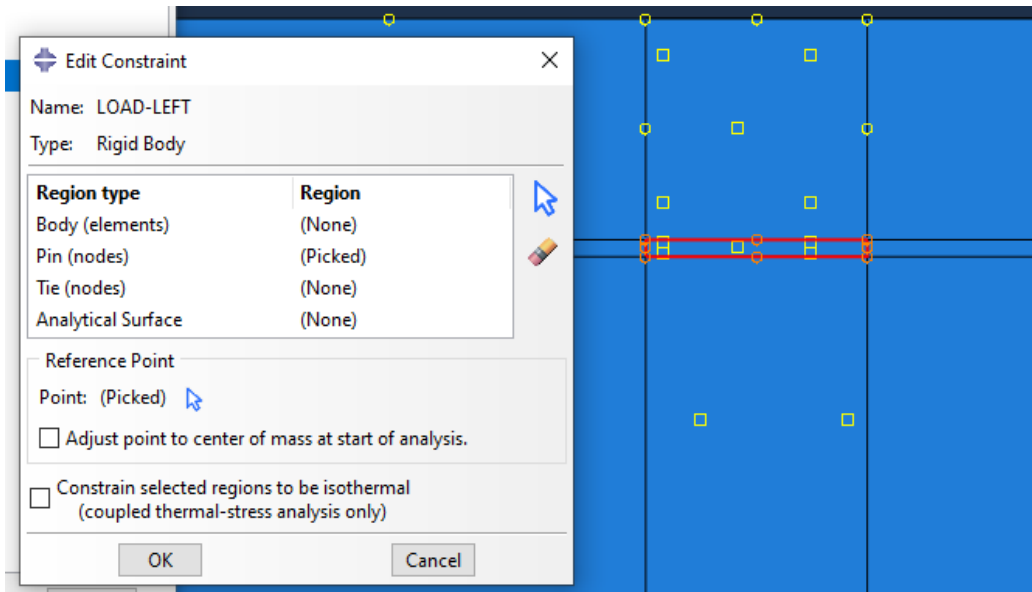 Edit Constraint
Name: LOAD-LEFT
Type: Rigid Body
Region type Region
Body (elements) (None)
Pin (nodes) (Picked)
Tie (nodes) (None)
Analytical Surface (None)
Reference Point
Point: (Picked)
Adjust point to center of mass at start of analysis.
Constrain selected regions to be isothermal
(coupled thermal-stress analysis only)
OK Cancel